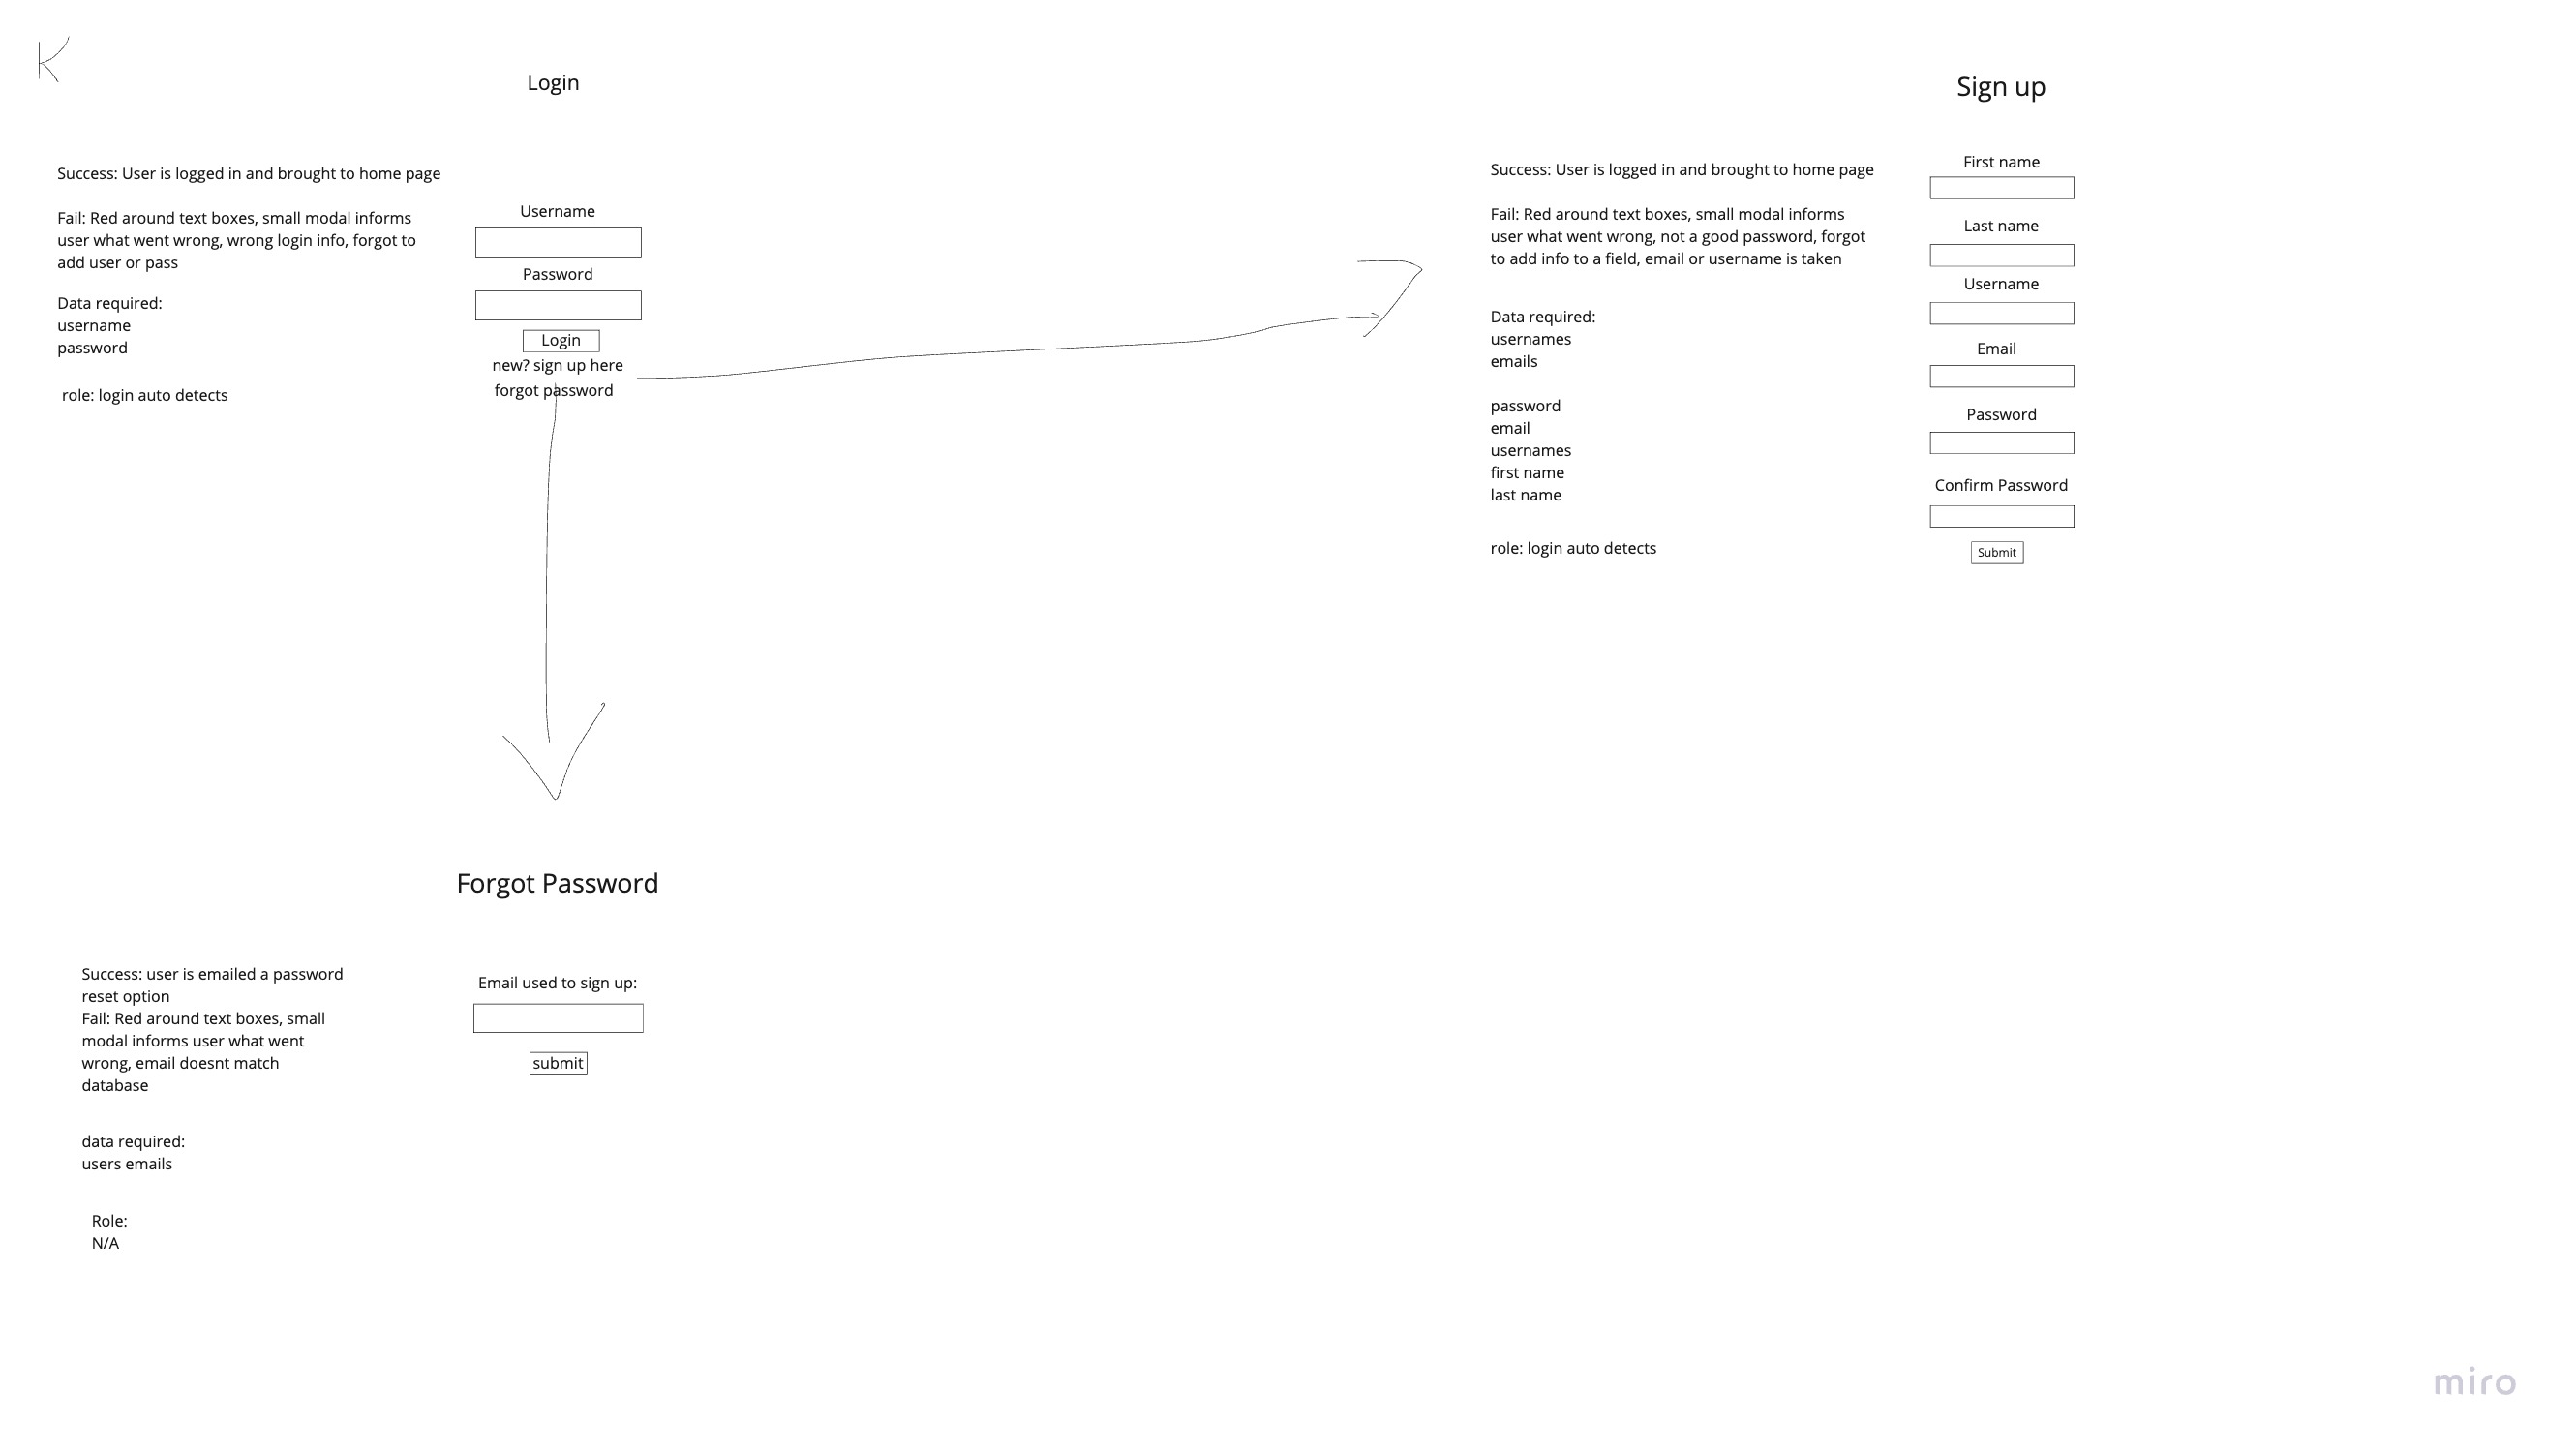 K
Login
Success: User is logged in and brought to home page
Fail: Red around text boxes, small modal informs
user what went wrong, wrong login info, forgot to
add user or pass
Data required:
username
password
role: login auto detects
Username
Password
Login
new? sign up here
forgot password
Sign up
Success: User is logged in and brought to home page
Fail: Red around text boxes, small modal informs
user what went wrong, not a good password, forgot
to add info to a field, email or username is taken
Data required:
usernames
emails
password
email
usernames
first name
last name
role: login auto detects
First name
Last name
Username
Email
Password
Confirm Password
Submit
Forgot Password
Success: user is emailed a password
reset option
Fail: Red around text boxes, small
modal informs user what went
wrong, email doesnt match
database
data required:
users emails
Role:
N/A
Email used to sign up:
submit
miro